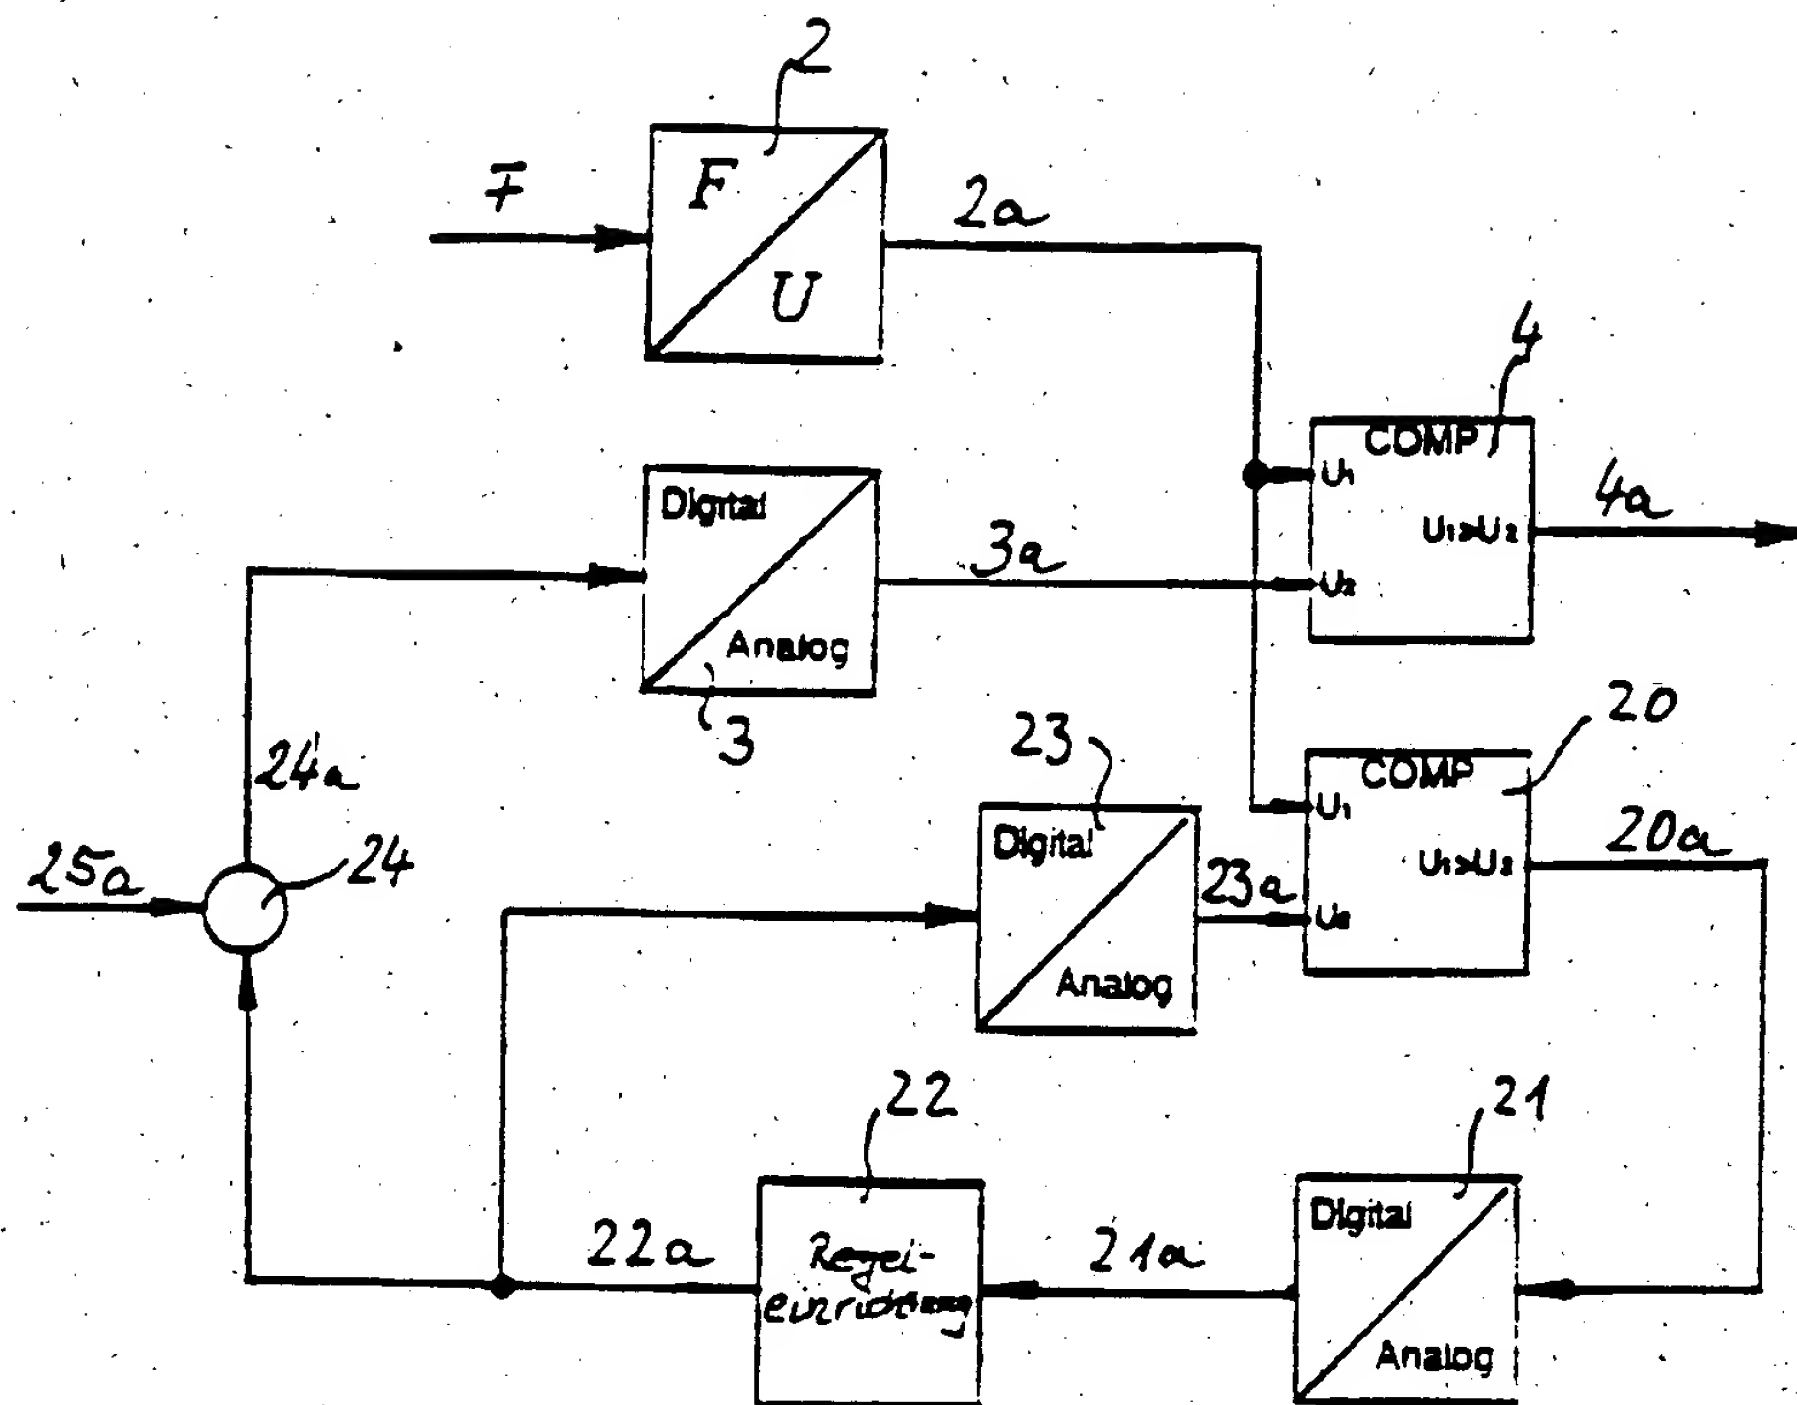 2
F
F
U
2a
4
COMP
U1
U1>U2
4a
U2
Digital
Analog
3a
3
24a
25a
24
23
Digital
Analog
23a
20
COMP
U1
U1>U2
20a
U2
22
Regel-
einrichtung
22a
21a
21
Digital
Analog